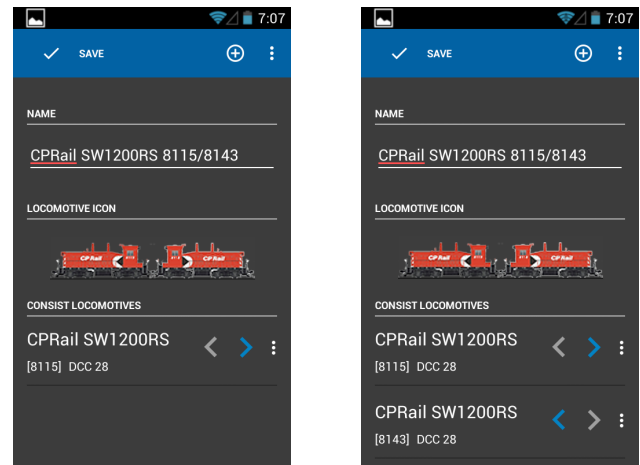 7:07
SAVE
NAME
CPRail SW1200RS 8115/8143
LOCOMOTIVE ICON
CP Rail CP Rail
CONSIST LOCOMOTIVES
CPRail SW1200RS
[8115] DCC 28
7:07
SAVE
NAME
CPRail SW1200RS 8115/8143
LOCOMOTIVE ICON
CP Rail CP Rail
CONSIST LOCOMOTIVES
CPRail SW1200RS
[8115] DCC 28
CPRail SW1200RS
[8143] DCC 28